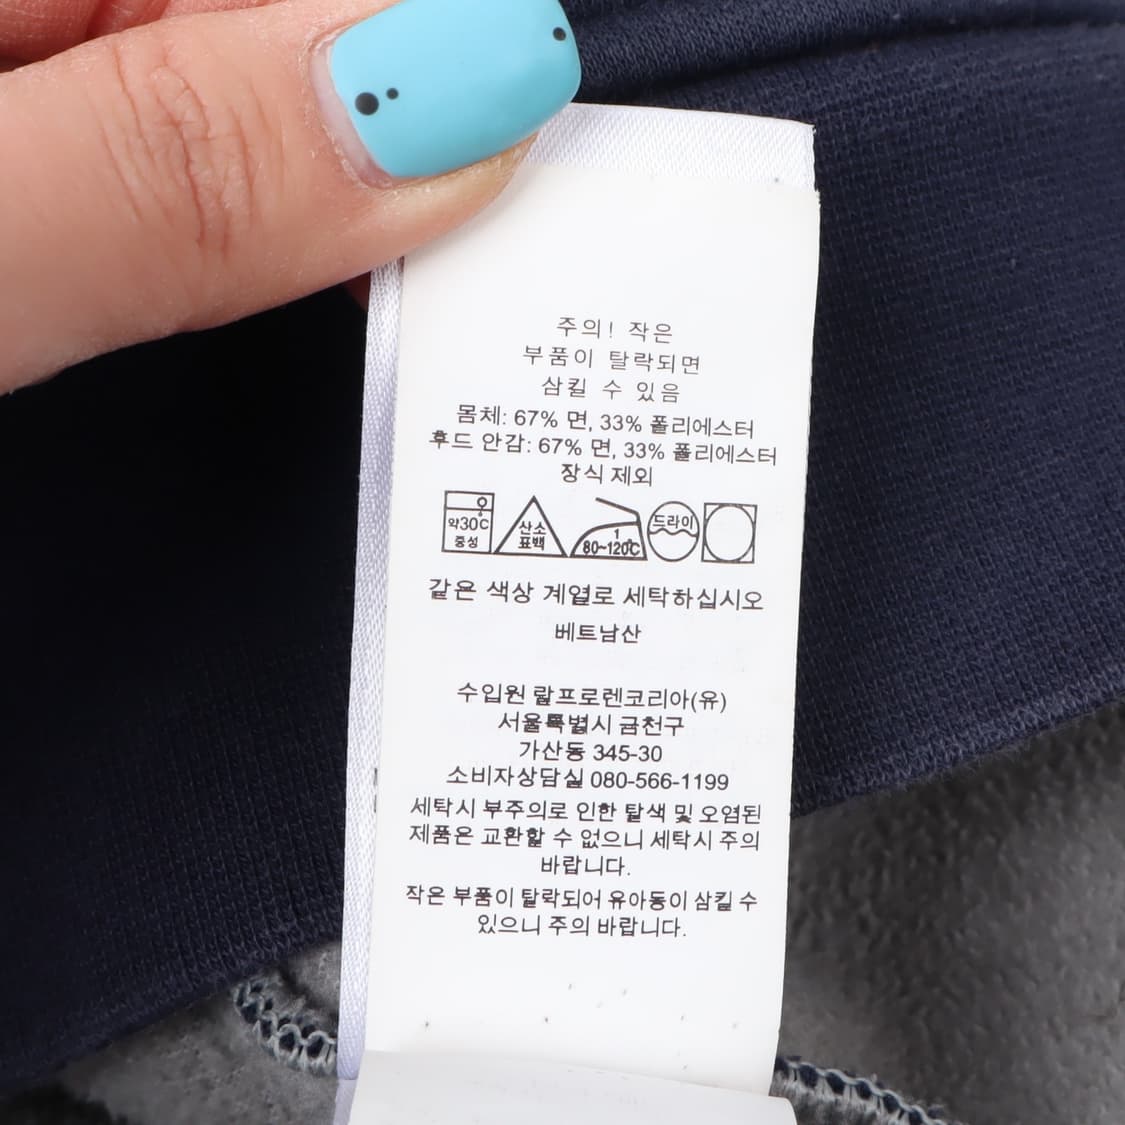 주의! 작은
부품이 탈락되면
삼킬 수 있음
몸체: 67% 면, 33% 폴리에스터
후드 안감: 67% 면, 33% 폴리에스터
장식 제외
약30℃
중성
산소
표백
1
80~120℃
드라이
같은 색상 계열로 세탁하십시오
베트남산
수입원 랄프로렌코리아(유)
서울특별시 금천구
가산동 345-30
소비자상담실 080-566-1199
세탁시 부주의로 인한 탈색 및 오염된
제품은 교환할 수 없으니 세탁시 주의
바랍니다.
작은 부품이 탈락되어 유아동이 삼킬 수
있으니 주의 바랍니다.